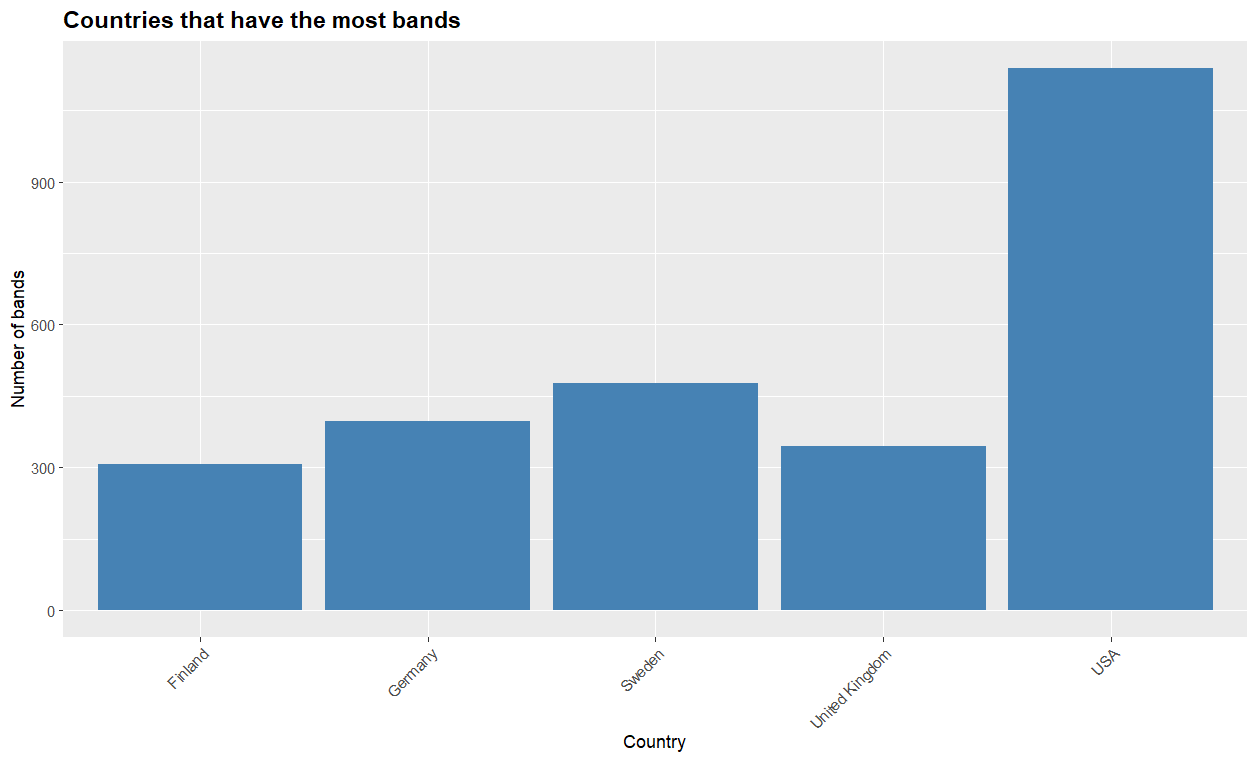 Countries that have the most bands
Number of bands
900
600
300
0
Finland
Germany
Sweden
United Kingdom
USA
Country